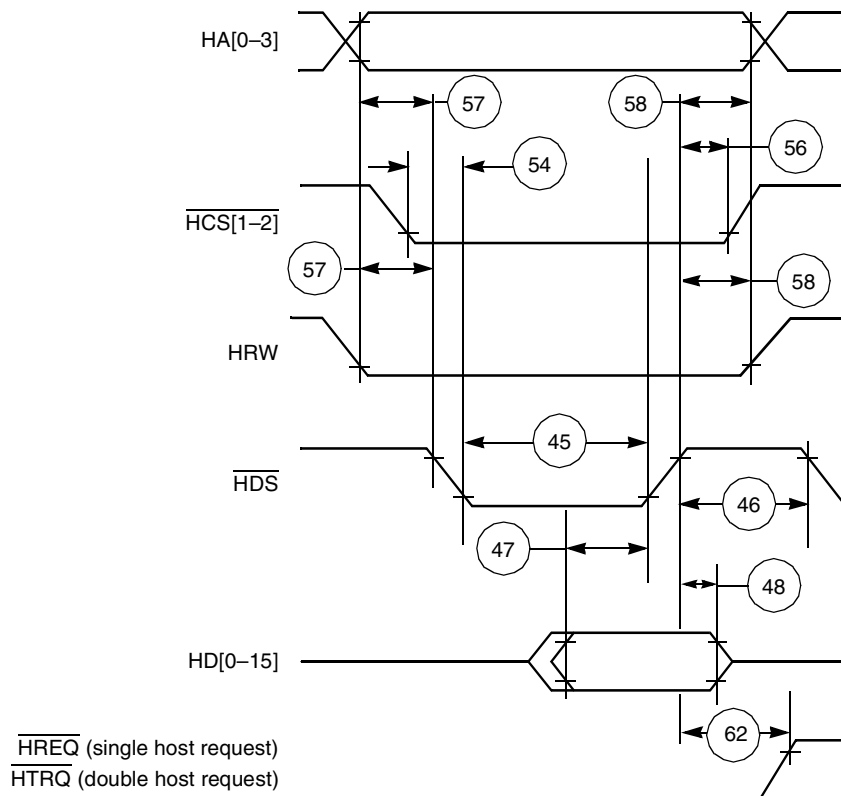 HA[0–3]
57
58
54
56
HCS[1–2]
57
58
HRW
45
HDS
46
47
48
HD[0–15]
62
HREQ (single host request)
HTRQ (double host request)